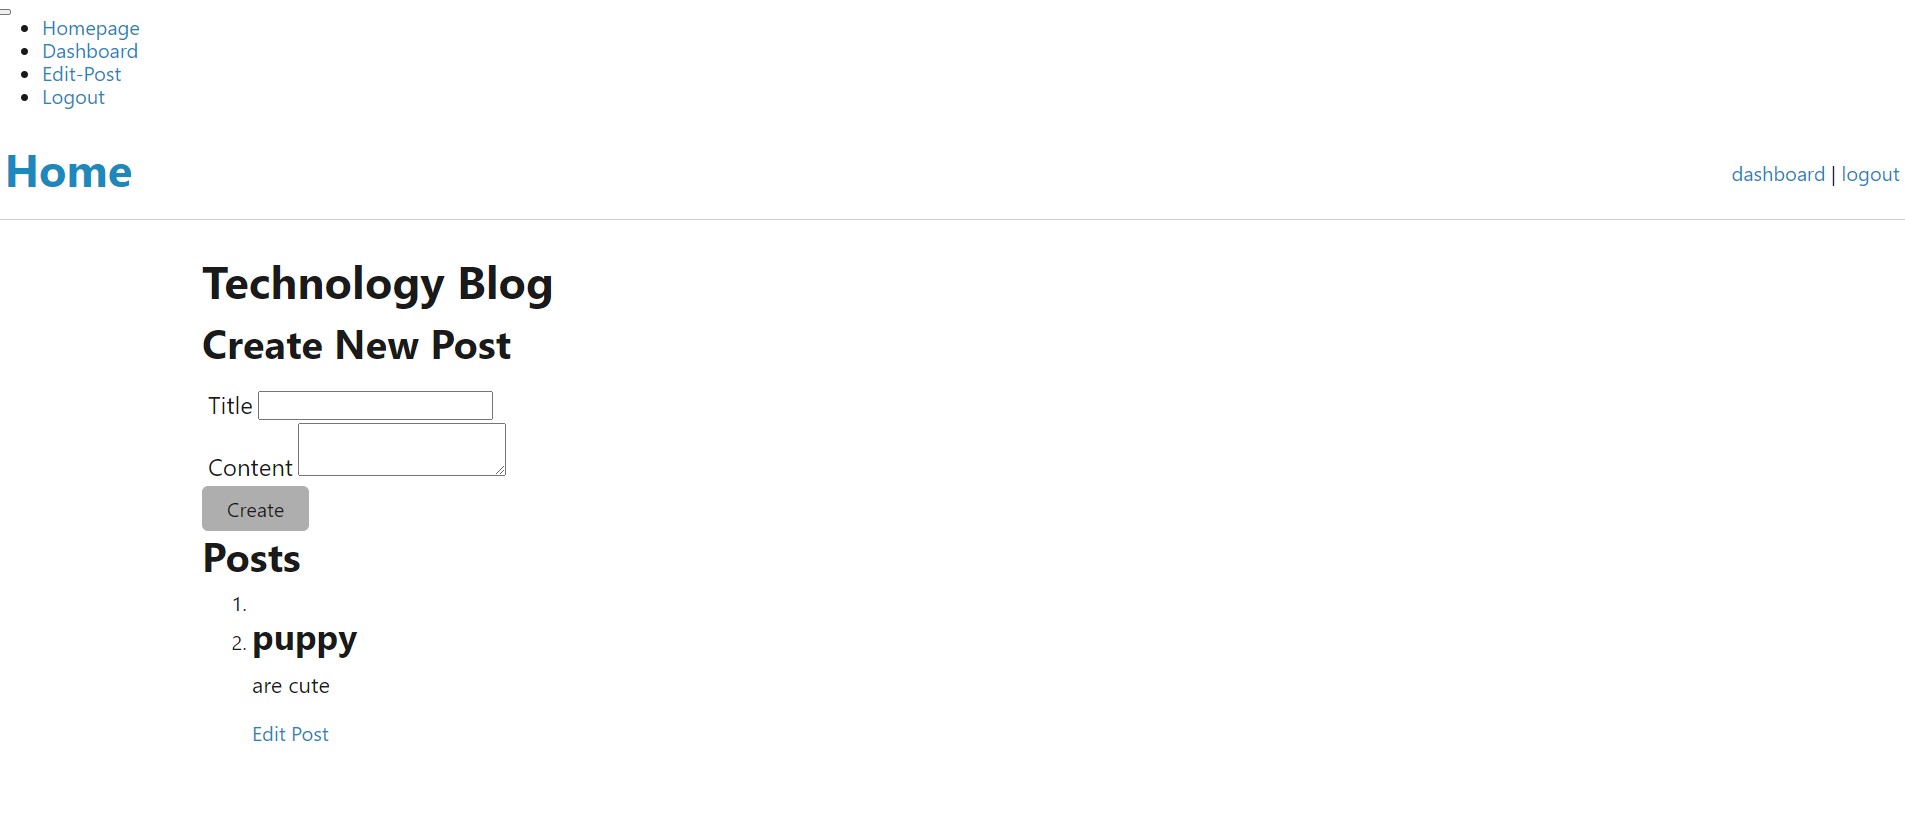 Homepage
Dashboard
Edit-Post
Logout
Home
dashboard | logout
Technology Blog
Create New Post
Title
Content
Create
Posts
1.
2. puppy
are cute
Edit Post